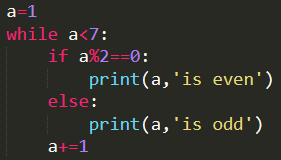 a=1
while a<7:
    if a%2==0:
        print(a,'is even')
    else:
        print(a,'is odd')
    a+=1